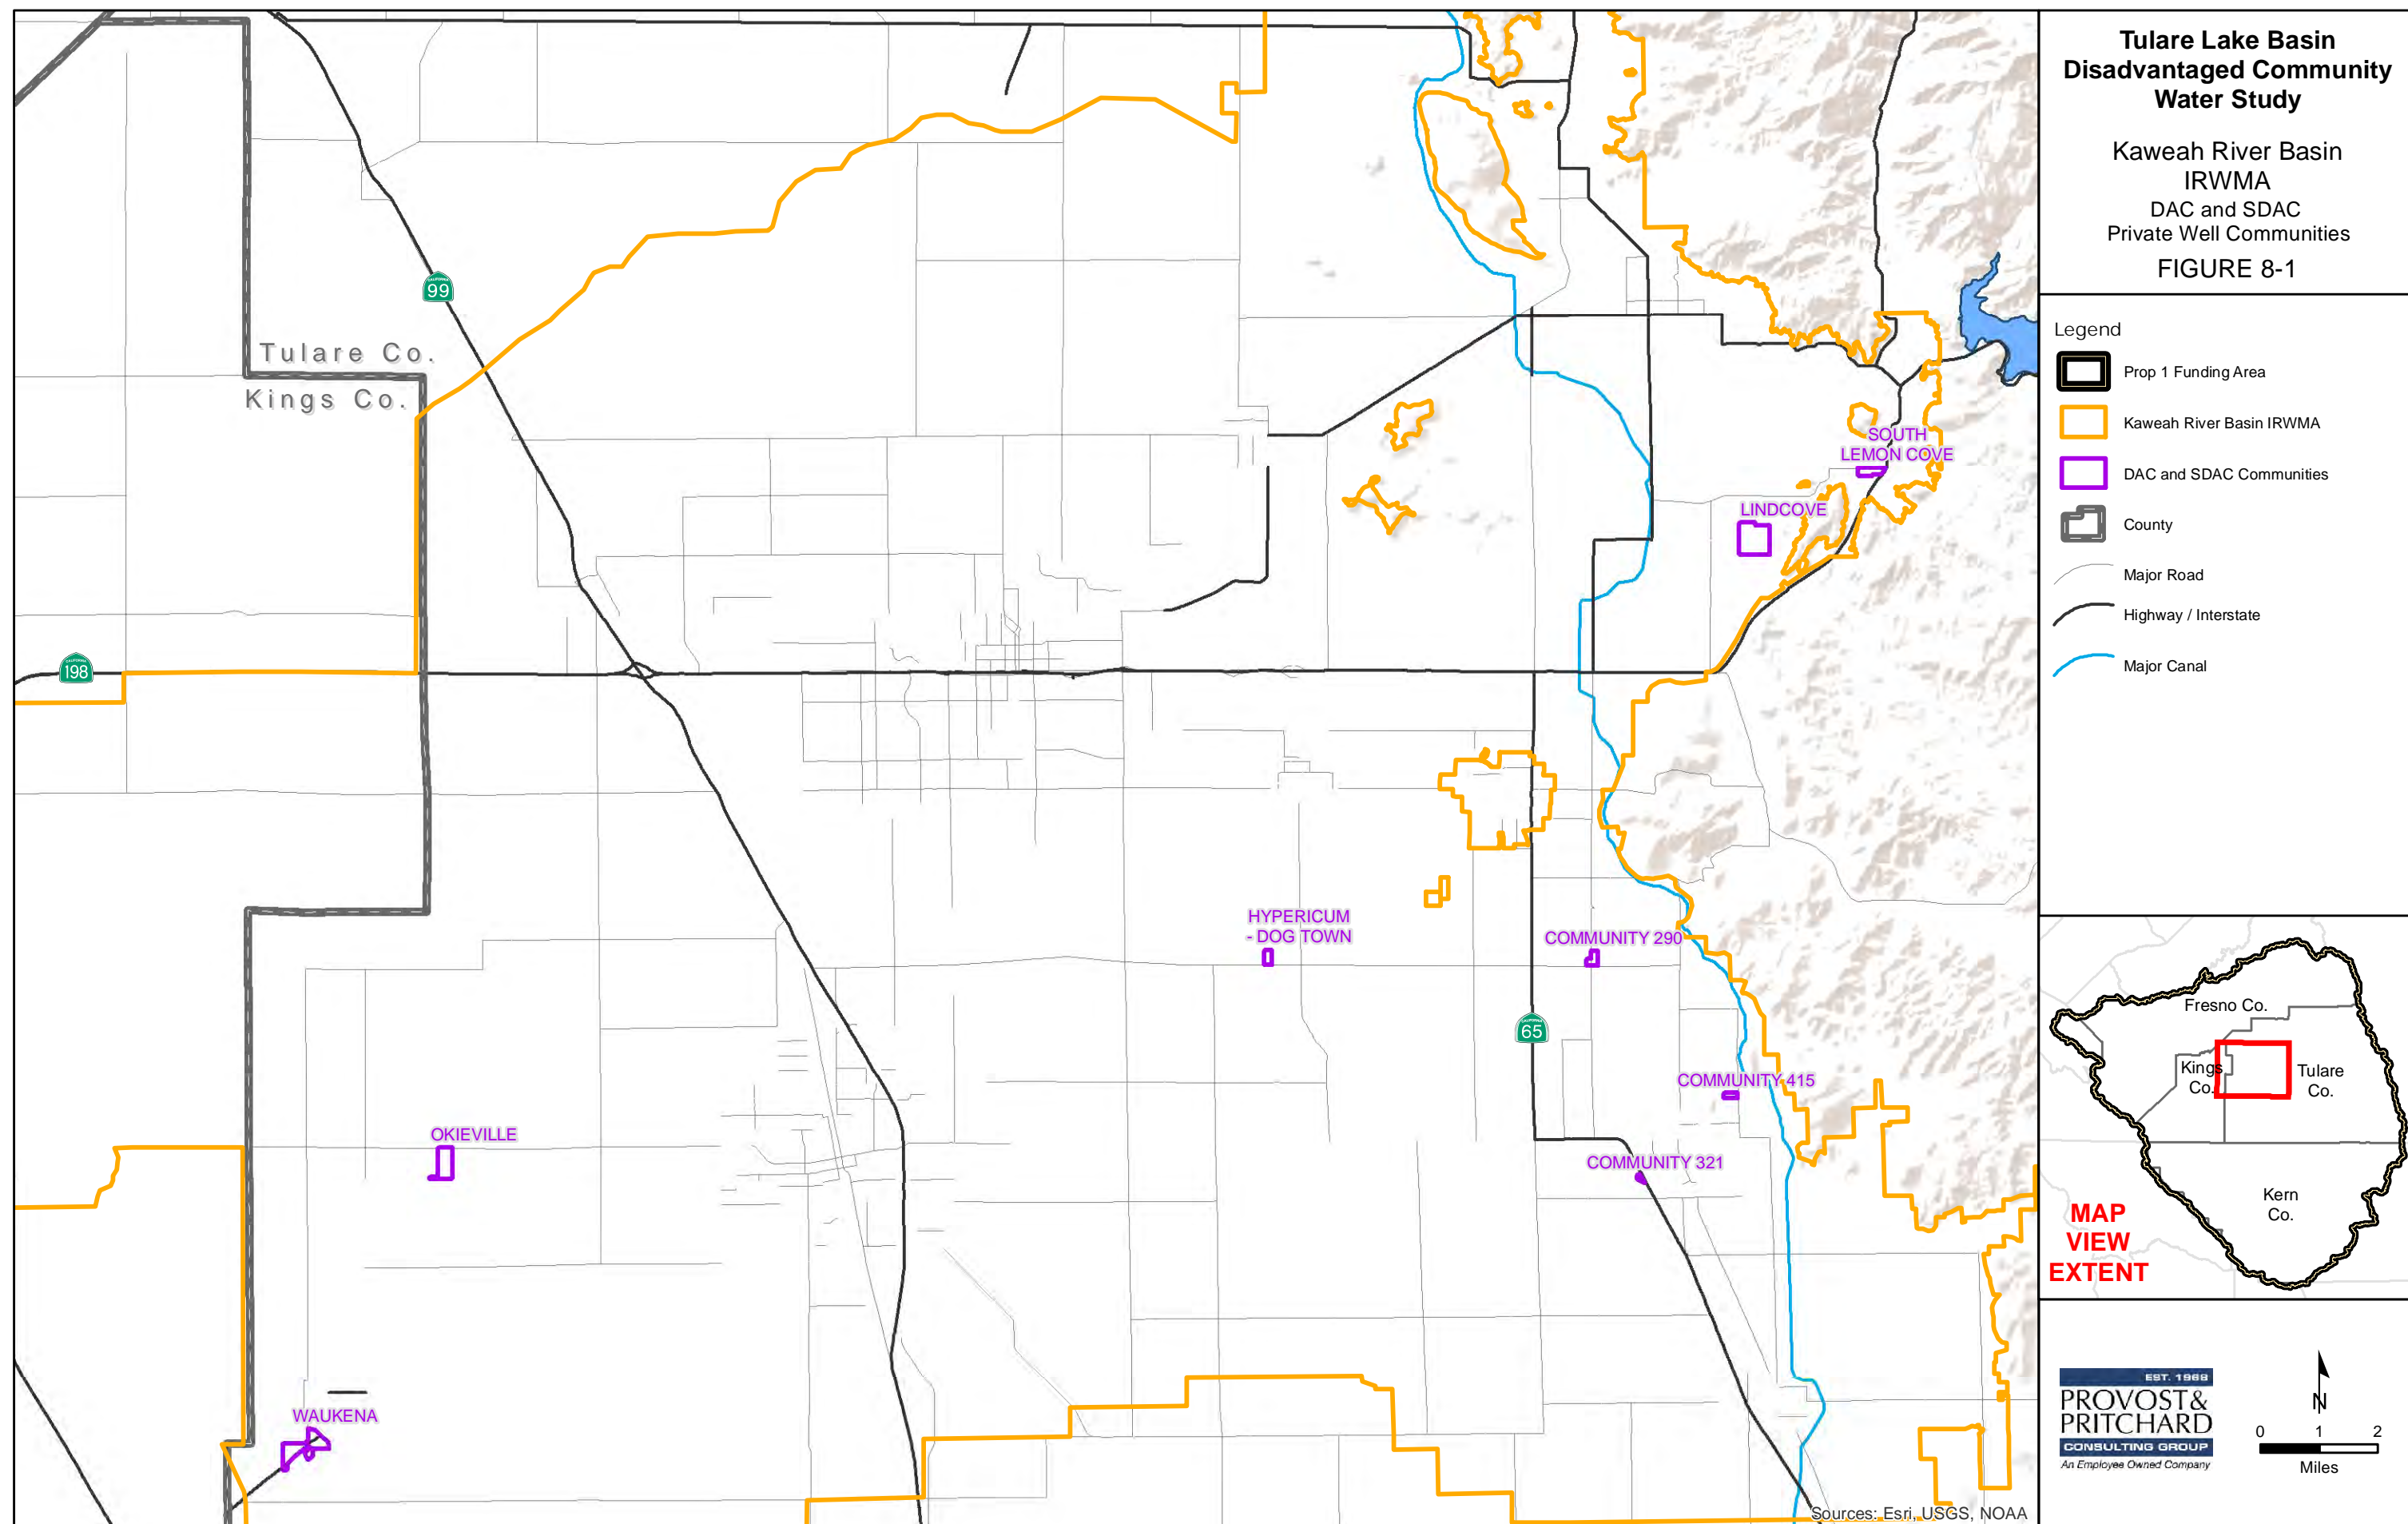 Tulare Lake Basin
Disadvantaged Community
Water Study
Kaweah River Basin
IRWMA
DAC and SDAC
Private Well Communities
FIGURE 8-1
Legend
Prop 1 Funding Area
Kaweah River Basin IRWMA
DAC and SDAC Communities
County
Major Road
Highway / Interstate
Major Canal
99
Tulare Co.
Kings Co.
SOUTH
LEMON COVE
LINDCOVE
198
HYPERICUM
- DOG TOWN
COMMUNITY 290
65
COMMUNITY 415
OKIEVILLE
COMMUNITY 321
WAUKENA
Sources: Esri, USGS, NOAA
Fresno Co.
Kings
Co.
Tulare
Co.
Kern
Co.
MAP
VIEW
EXTENT
EST. 1968
PROVOST&
PRITCHARD
CONSULTING GROUP
An Employee Owned Company
N
0 1 2
Miles